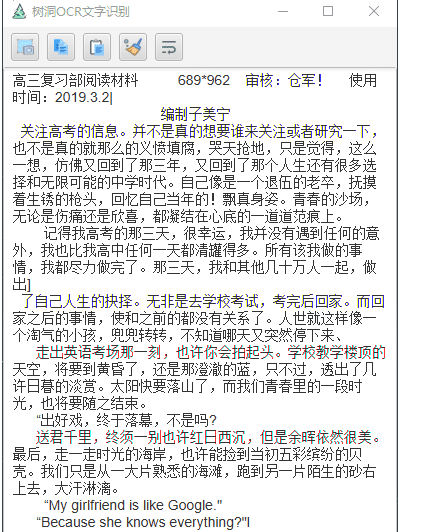 树洞OCR文字识别
高三复习部阅读材料 689*962 审核：仓军！ 使用
时间：2019.3.2|
编制子美宁
关注高考的信息。并不是真的想要谁来关注或者研究一下，
也不是真的就那么的义愤填腐，哭天抢地，只是觉得，这么
一想，仿佛又回到了那三年，又回到了那个人生还有很多选
择和无限可能的中学时代。自己像是一个退伍的老卒，抚摸
着生锈的枪头，回忆自己当年的！飘真身姿。青春的沙场，
无论是伤痛还是欣喜，都凝结在心底的一道道范痕上。
记得我高考的那三天，很幸运，我并没有遇到任何的意
外，我也比我高中任何一天都清罐得多。所有该我做的事
情，我都尽力做完了。那三天，我和其他几十万人一起，做
出]
了自己人生的抉择。无非是去学校考试，考完后回家。而回
家之后的事情，使和之前的都没有关系了。人世就这样像一
个淘气的小孩，兜兜转转，不知道哪天又突然停下来、
走出英语考场那一刻，也许你会拍起头。学校教学楼顶的
天空，将要到黄昏了，还是那澄澈的蓝，只不过，透出了几
许日暮的淡赏。太阳快要落山了，而我们青春里的一段时
光，也将要随之结束。
“出好戏，终于落幕，不是吗?
送君千里，终须一别也许红日西沉，但是余晖依然很美。
最后，走一走时光的海岸，也许能捡到当初五彩缤纷的贝
亮。我们只是从一大片熟悉的海滩，跑到另一片陌生的砂右
上去，大汗淋漓。
“My girlfriend is like Google."
"Because she knows everything?"l